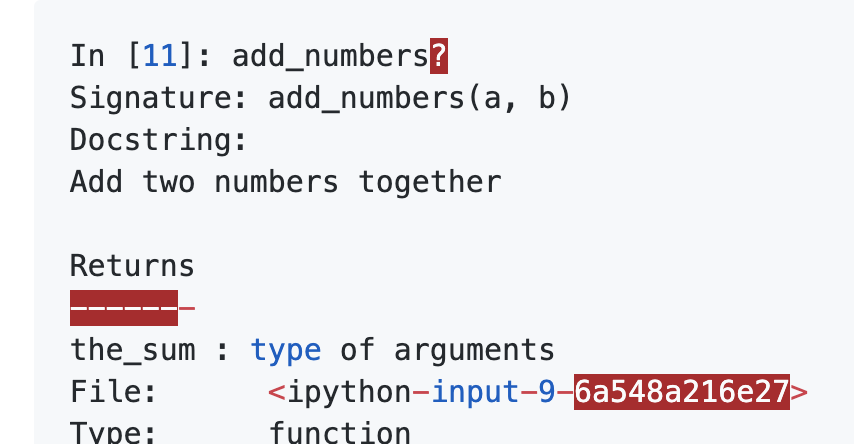 In [11]: add_numbers?
Signature: add_numbers(a, b)
Docstring:
Add two numbers together
Returns
-------
the_sum : type of arguments
File:      <ipython-input-9-6a548a216e27>
Type:      function